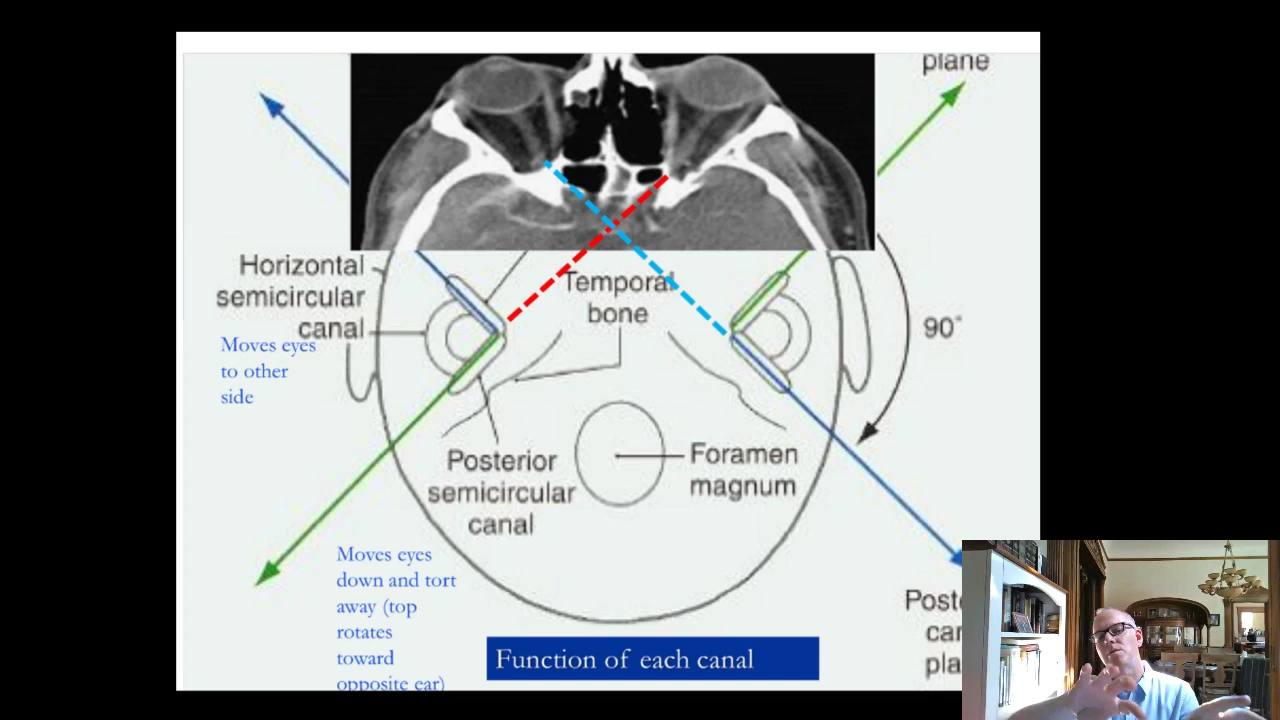 plane
Horizontal
semicircular
canal
Moves eyes
to other
side
Temporal
bone
90°
Posterior
semicircular
canal
Foramen
magnum
Moves eyes
down and tort
away (top
rotates
toward
opposite ear)
Function of each canal